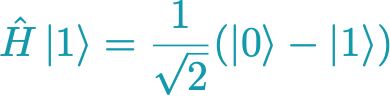 Ĥ |1⟩ = 1/√2 (|0⟩ − |1⟩)